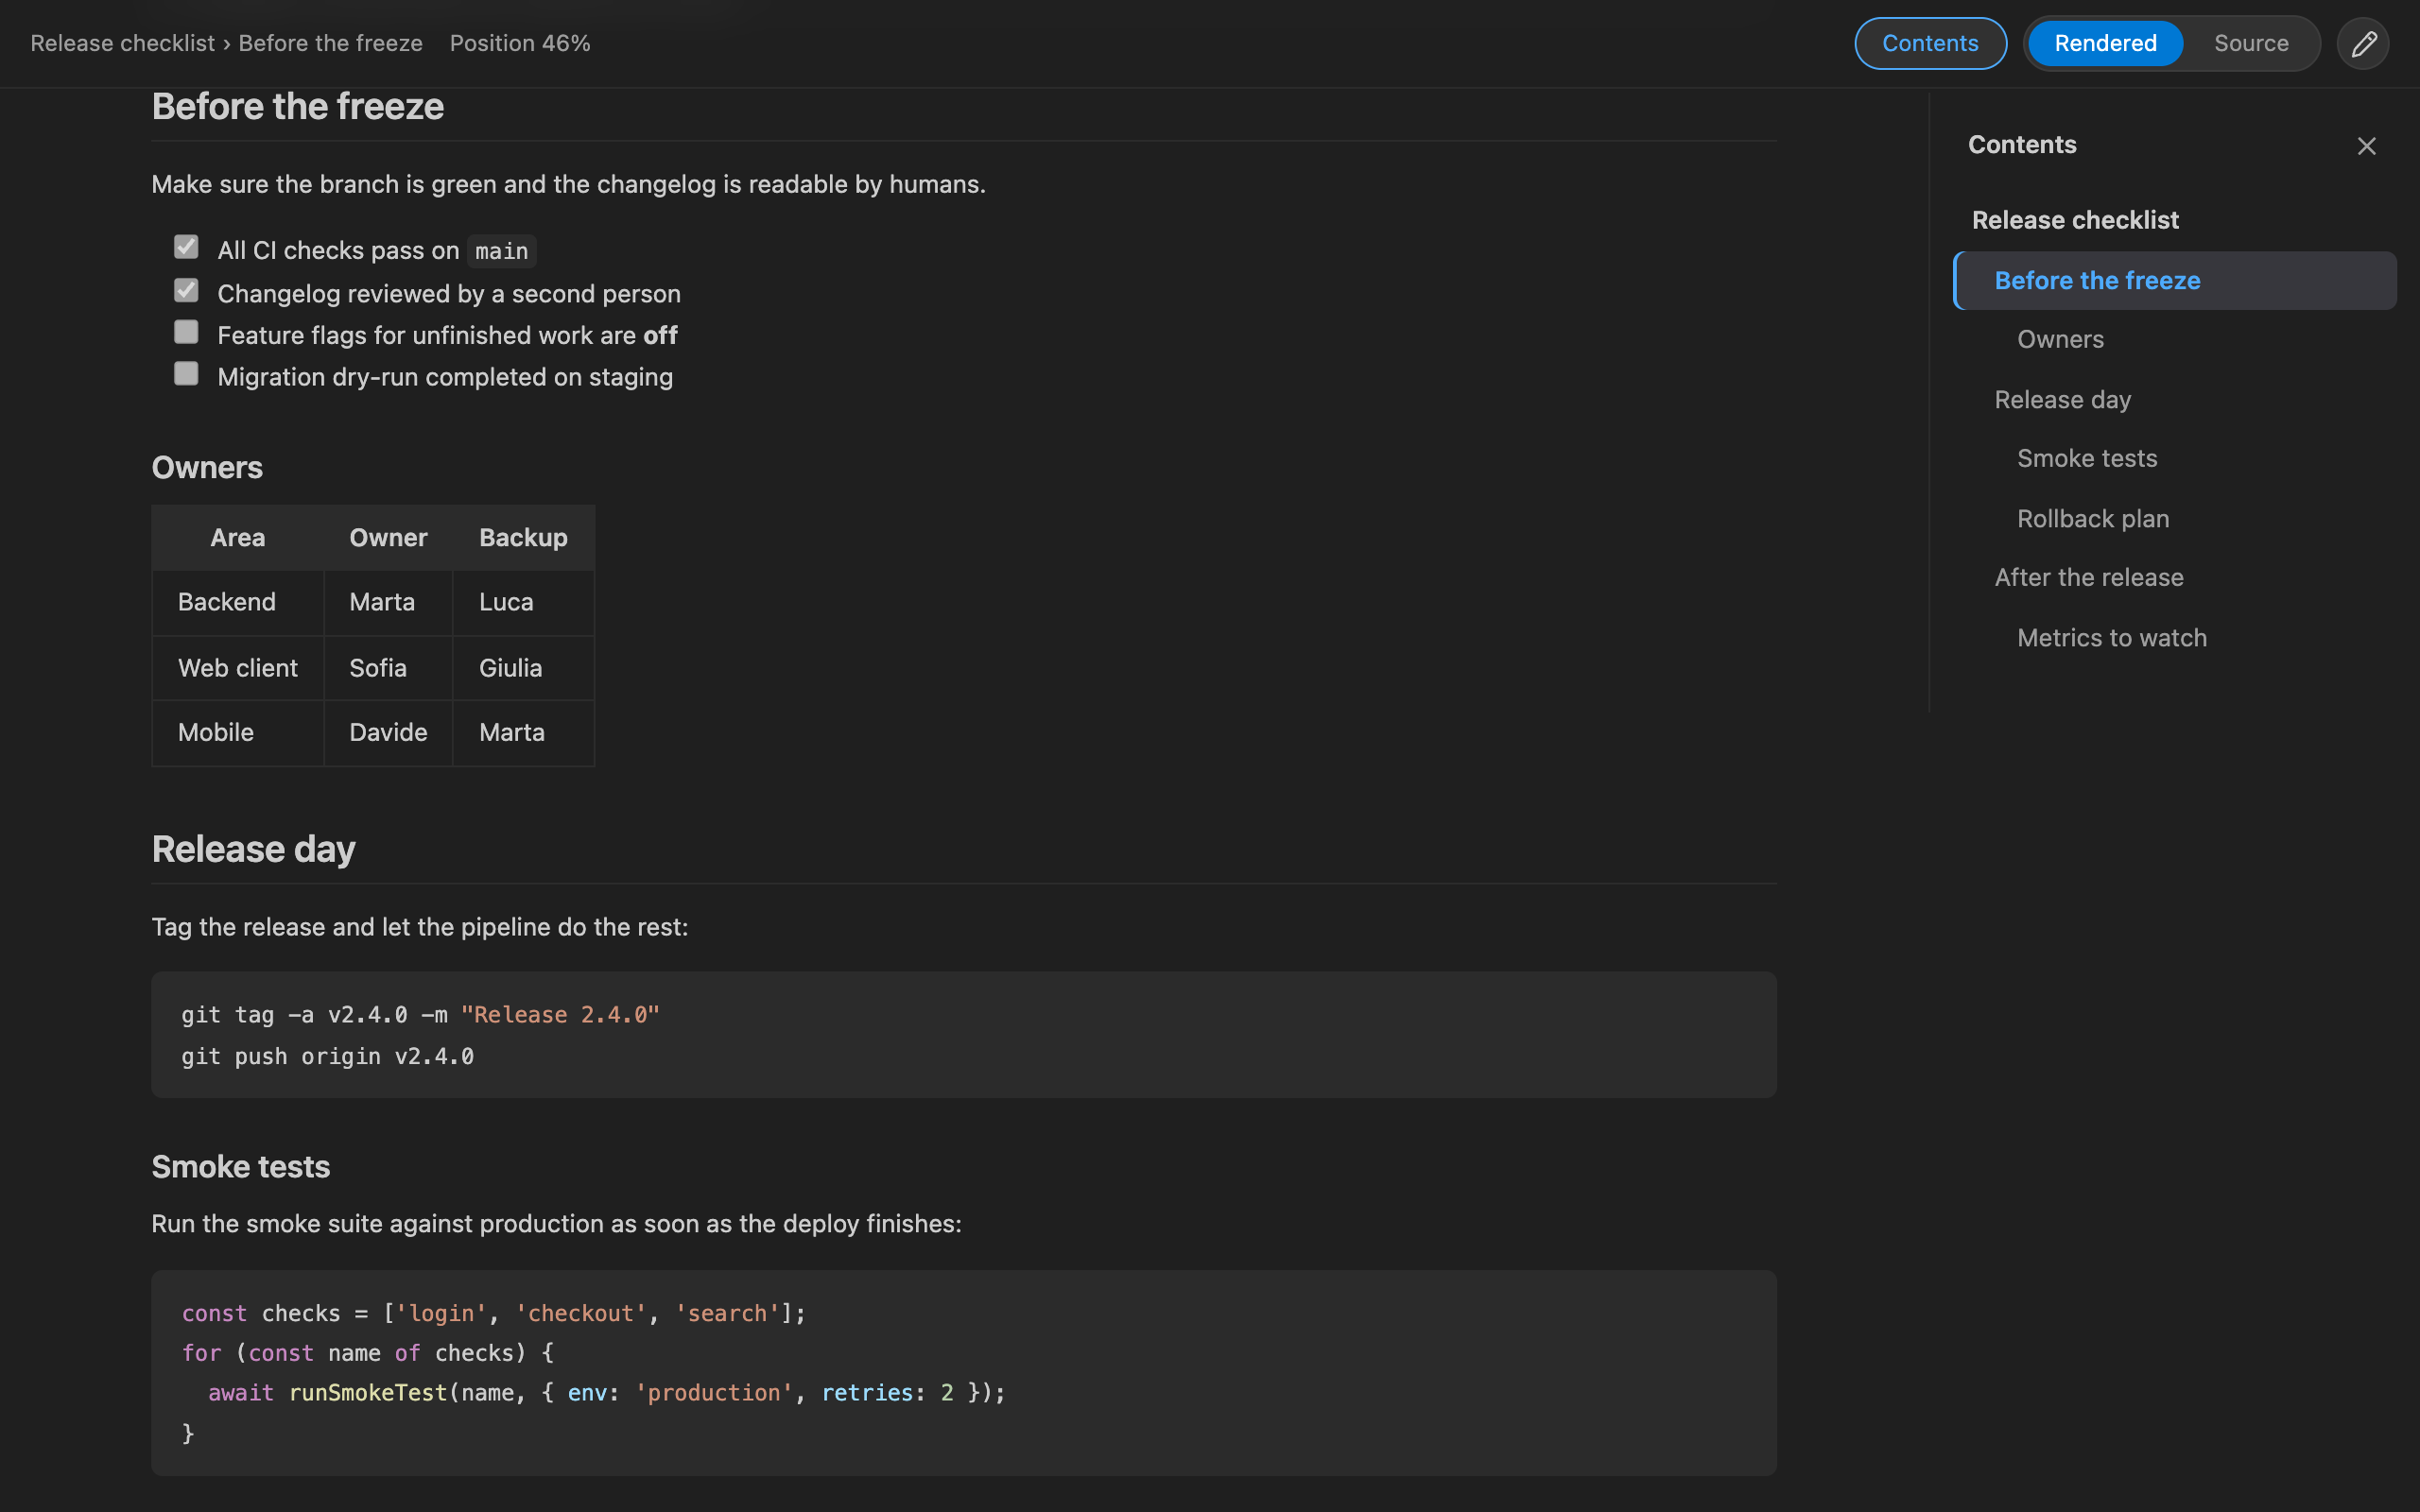 Release checklist › Before the freeze Position 46%
Contents Rendered Source
Before the freeze
Make sure the branch is green and the changelog is readable by humans.
All CI checks pass on main
Changelog reviewed by a second person
Feature flags for unfinished work are off
Migration dry-run completed on staging
Owners
Area Owner Backup
Backend Marta Luca
Web client Sofia Giulia
Mobile Davide Marta
Release day
Tag the release and let the pipeline do the rest:
git tag -a v2.4.0 -m "Release 2.4.0"
git push origin v2.4.0
Smoke tests
Run the smoke suite against production as soon as the deploy finishes:
const checks = ['login', 'checkout', 'search'];
for (const name of checks) {
  await runSmokeTest(name, { env: 'production', retries: 2 });
}
Contents
Release checklist
Before the freeze
Owners
Release day
Smoke tests
Rollback plan
After the release
Metrics to watch